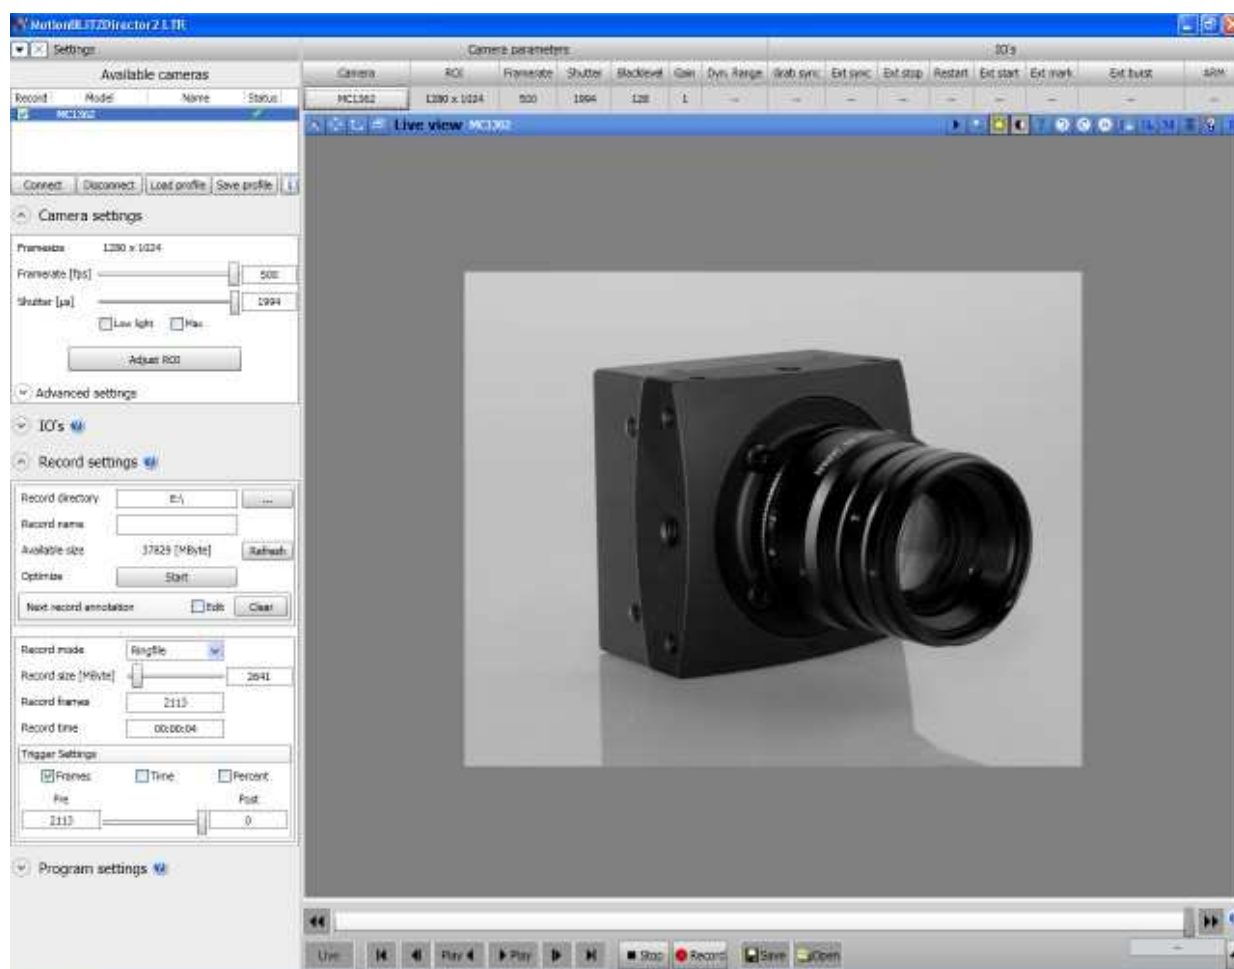 MotionBLITZDirector2 LTR
Settings
Camera parameters IO's
Available cameras
Camera ROI Framerate Shutter Blacklevel Gain Dyn. Range Grab sync Ext sync Ext stop Restart Ext start Ext mark Ext burst ARM
Record Model Name Status
MC1362 1280 x 1024 500 1994 128 1 -- -- -- -- -- -- -- -- --
MC1362
Live view MC1362
Connect Disconnect Load profile Save profile
Camera settings
Framesize 1280 x 1024
Framerate [fps] 500
Shutter [µs] 1994
Low light Max
Adjust ROI
Advanced settings
IO's
Record settings
Record directory E:\ ...
Record name
Available size 37829 [MByte] Refresh
Optimize Start
Next record annotation Edit Clear
Record mode Ringfile
Record size [MByte] 2641
Record frames 2113
Record time 00:00:04
Trigger Settings
Frames Time Percent
Pre Post
2113 0
Program settings
Live Play Play Stop Record Save Open